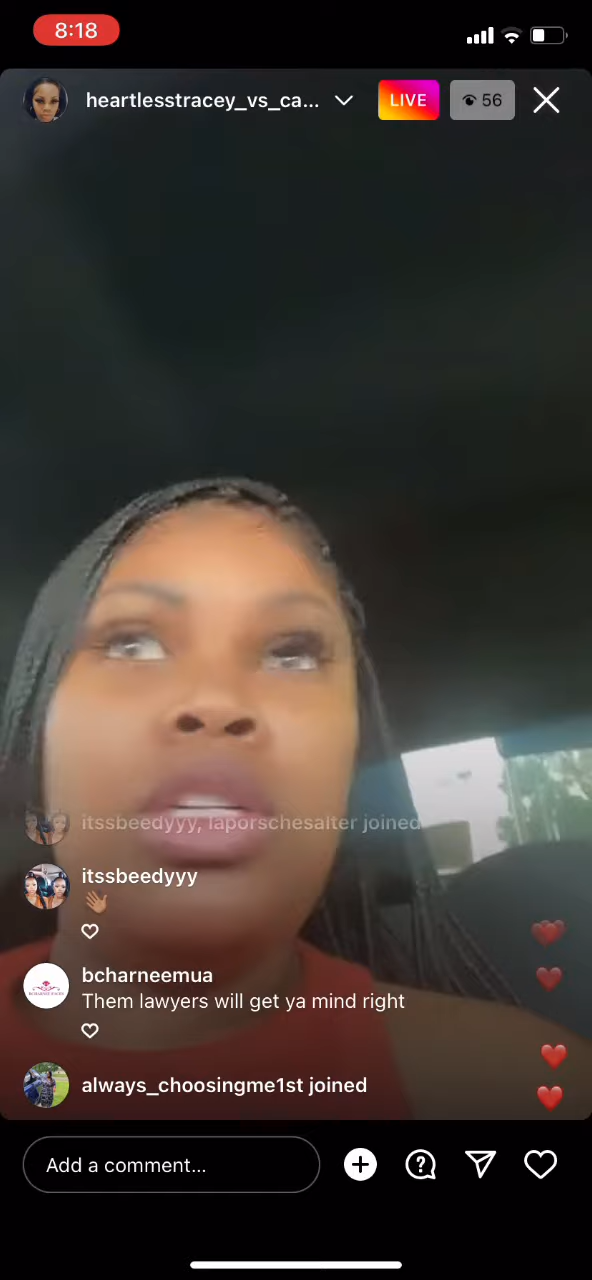 8:18
heartlesstracey_vs_ca...
LIVE
56
itssbeedyyy, laporschesalter joined
itssbeedyyy
👋🏽
bcharneemua
Them lawyers will get ya mind right
always_choosingme1st joined
Add a comment...